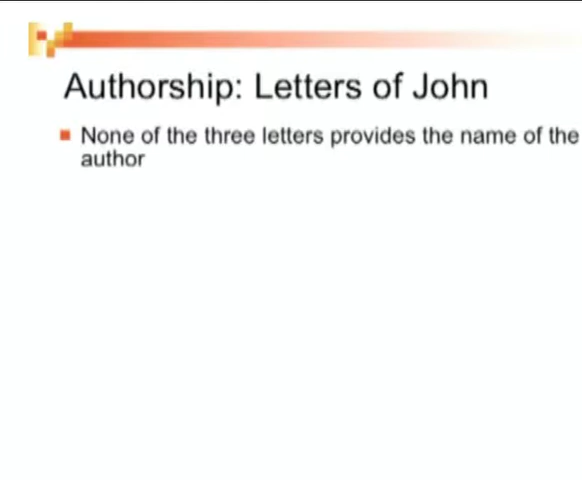 Authorship: Letters of John
None of the three letters provides the name of the
author